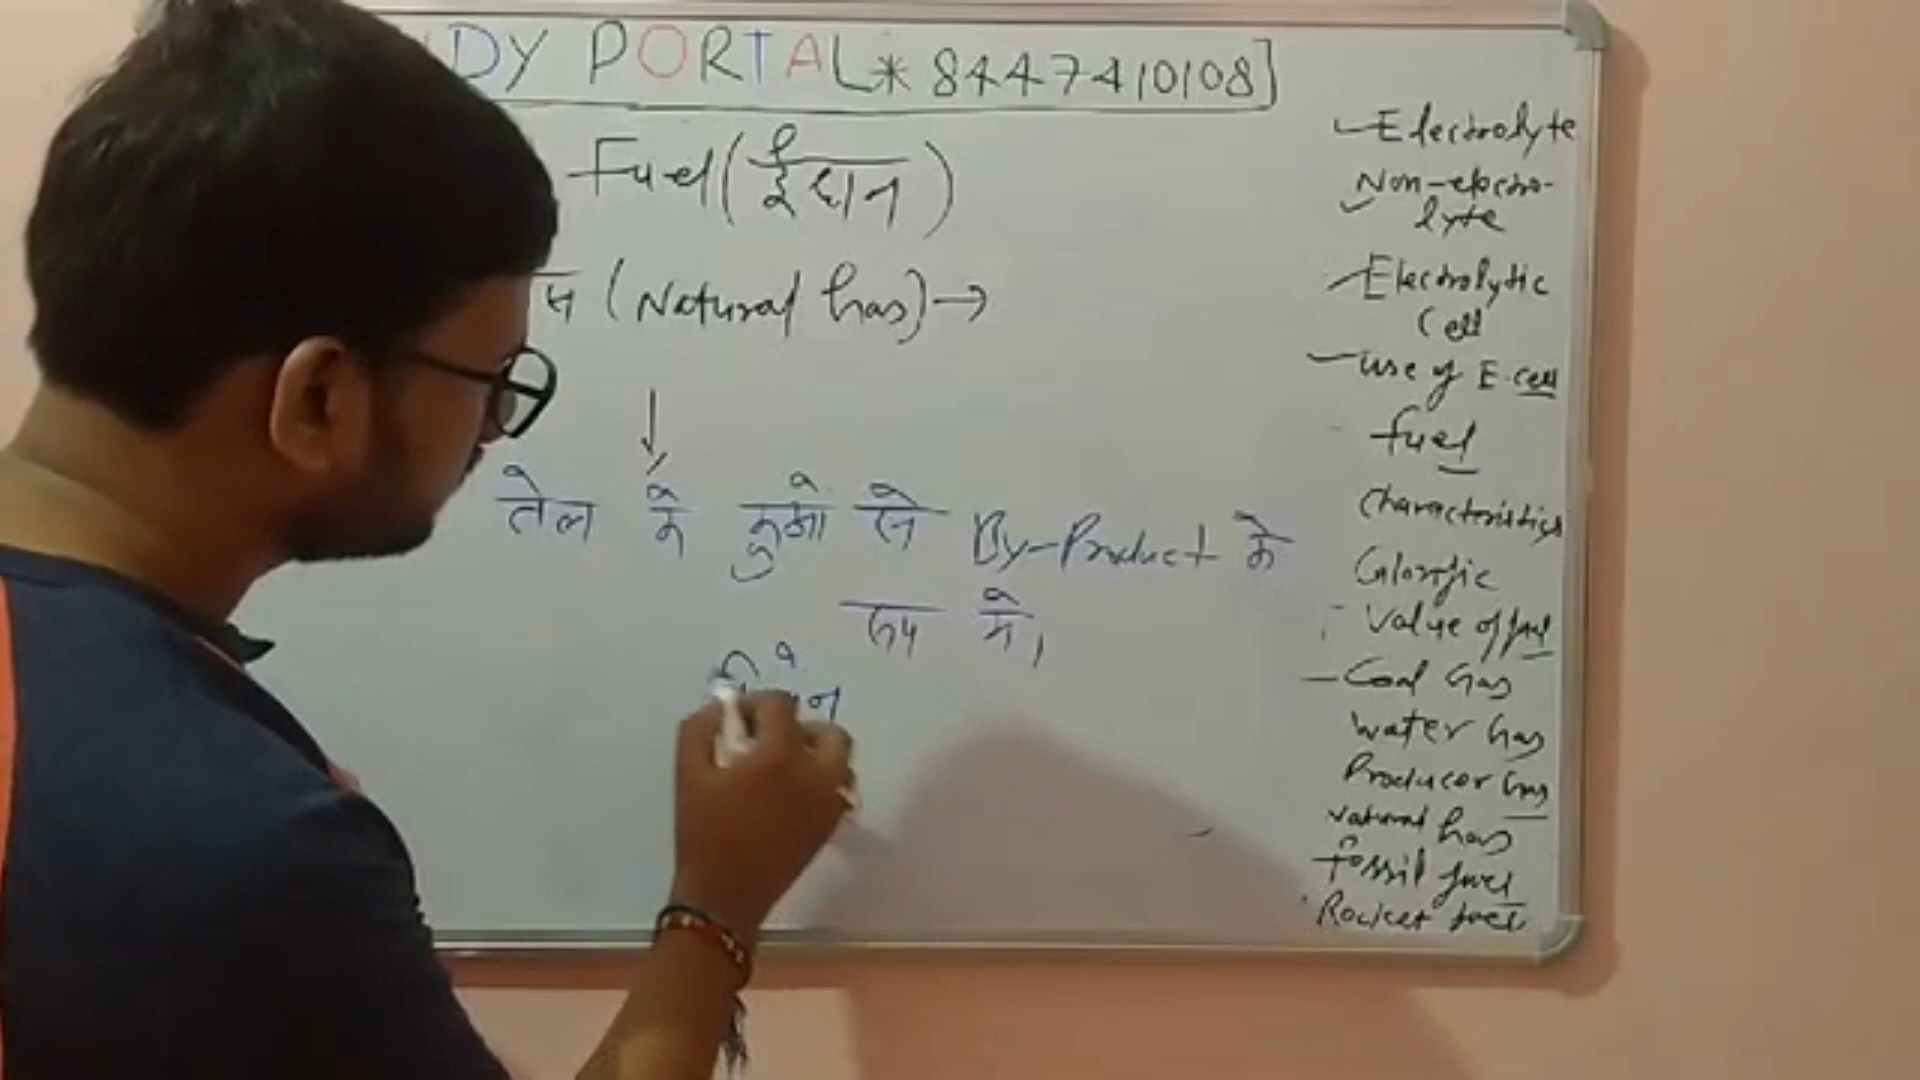 DY PORTAL * 8447410108]
Fuel (ईंधन)
स (Natural Gas) →
तेल के कुओं से By-Product के
रूप में।
Electrolyte
Non-electro-
lyte
Electrolytic
Cell
use of E. cell
fuel
Characteristics
Calorific
Value of fuel
Coal Gas
Water Gas
Producer Gas
Natural Gas
Fossil fuel
Rocket fuel